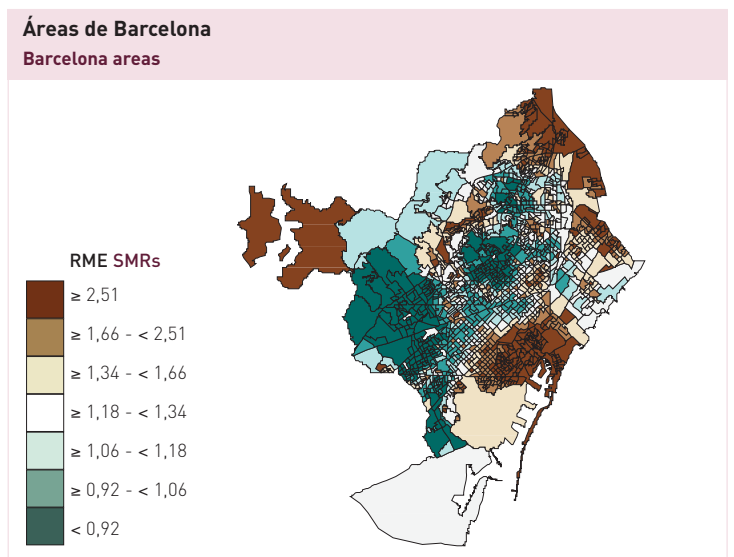 Áreas de Barcelona
Barcelona areas
RME SMRs
≥ 2,51
≥ 1,66 - < 2,51
≥ 1,34 - < 1,66
≥ 1,18 - < 1,34
≥ 1,06 - < 1,18
≥ 0,92 - < 1,06
< 0,92